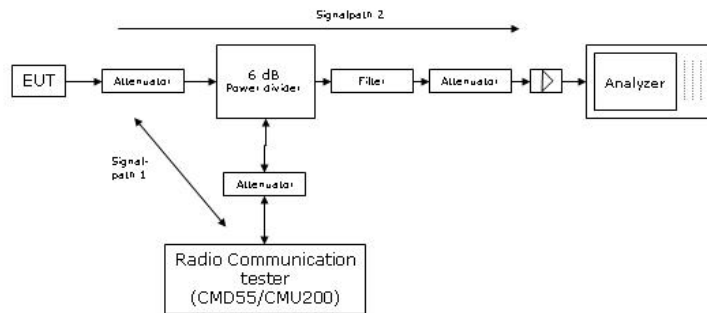 Signalpath 2
EUT
Attenuator
6 dB
Power divider
Filter
Attenuator
Analyzer
Signal-
path 1
Attenuator
Radio Communication
tester
(CMD55/CMU200)